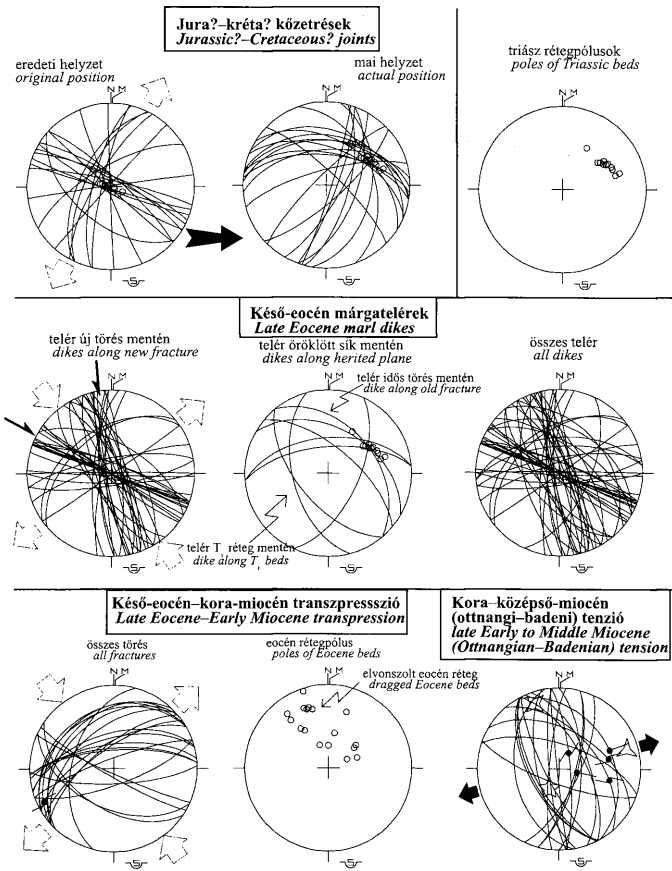 Jura?–kréta? kőzetrések
Jurassic?–Cretaceous? joints
eredeti helyzet
original position
mai helyzet
actual position
triász rétegpólusok
poles of Triassic beds
N M
N M
N M
S
S
S
Késő-eocén márgatelérek
Late Eocene marl dikes
telér új törés mentén
dikes along new fracture
telér öröklött sík mentén
dikes along herited plane
összes telér
all dikes
telér idős törés mentén
dike along old fracture
N M
N M
N M
telér T, réteg mentén
dike along T, beds
S
S
S
Késő-eocén–kora-miocén transzpresszszió
Late Eocene–Early Miocene transpression
Kora–középső-miocén
(ottnangi–badeni) tenzió
late Early to Middle Miocene
(Ottnangian–Badenian) tension
összes törés
all fractures
eocén rétegpólus
poles of Eocene beds
elvonszolt eocén réteg
dragged Eocene beds
N M
N M
N M
S
S
S